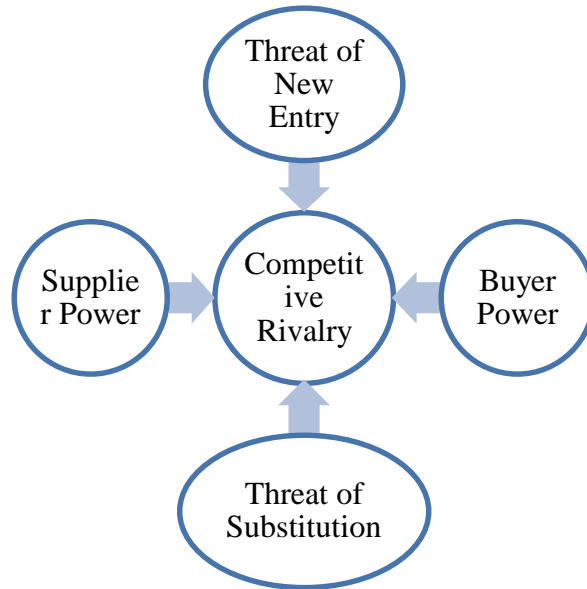 Threat of
New
Entry
Supplie
r Power
Competit
ive
Rivalry
Buyer
Power
Threat of
Substitution